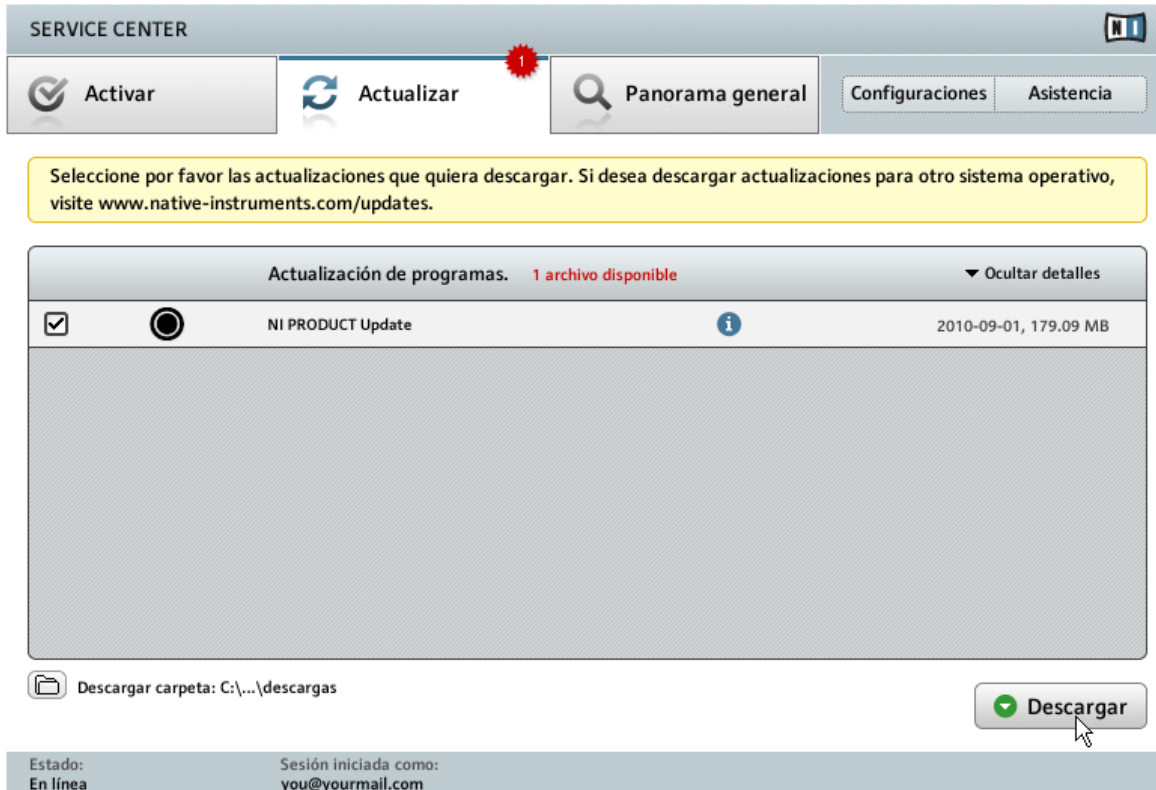 SERVICE CENTER
NI
Activar
Actualizar
1
Panorama general
Configuraciones
Asistencia
Seleccione por favor las actualizaciones que quiera descargar. Si desea descargar actualizaciones para otro sistema operativo,
visite www.native-instruments.com/updates.
Actualización de programas.
1 archivo disponible
Ocultar detalles
NI PRODUCT Update
i
2010-09-01, 179.09 MB
Descargar carpeta: C:\...\descargas
Descargar
Estado:
Sesión iniciada como:
En línea
you@yourmail.com